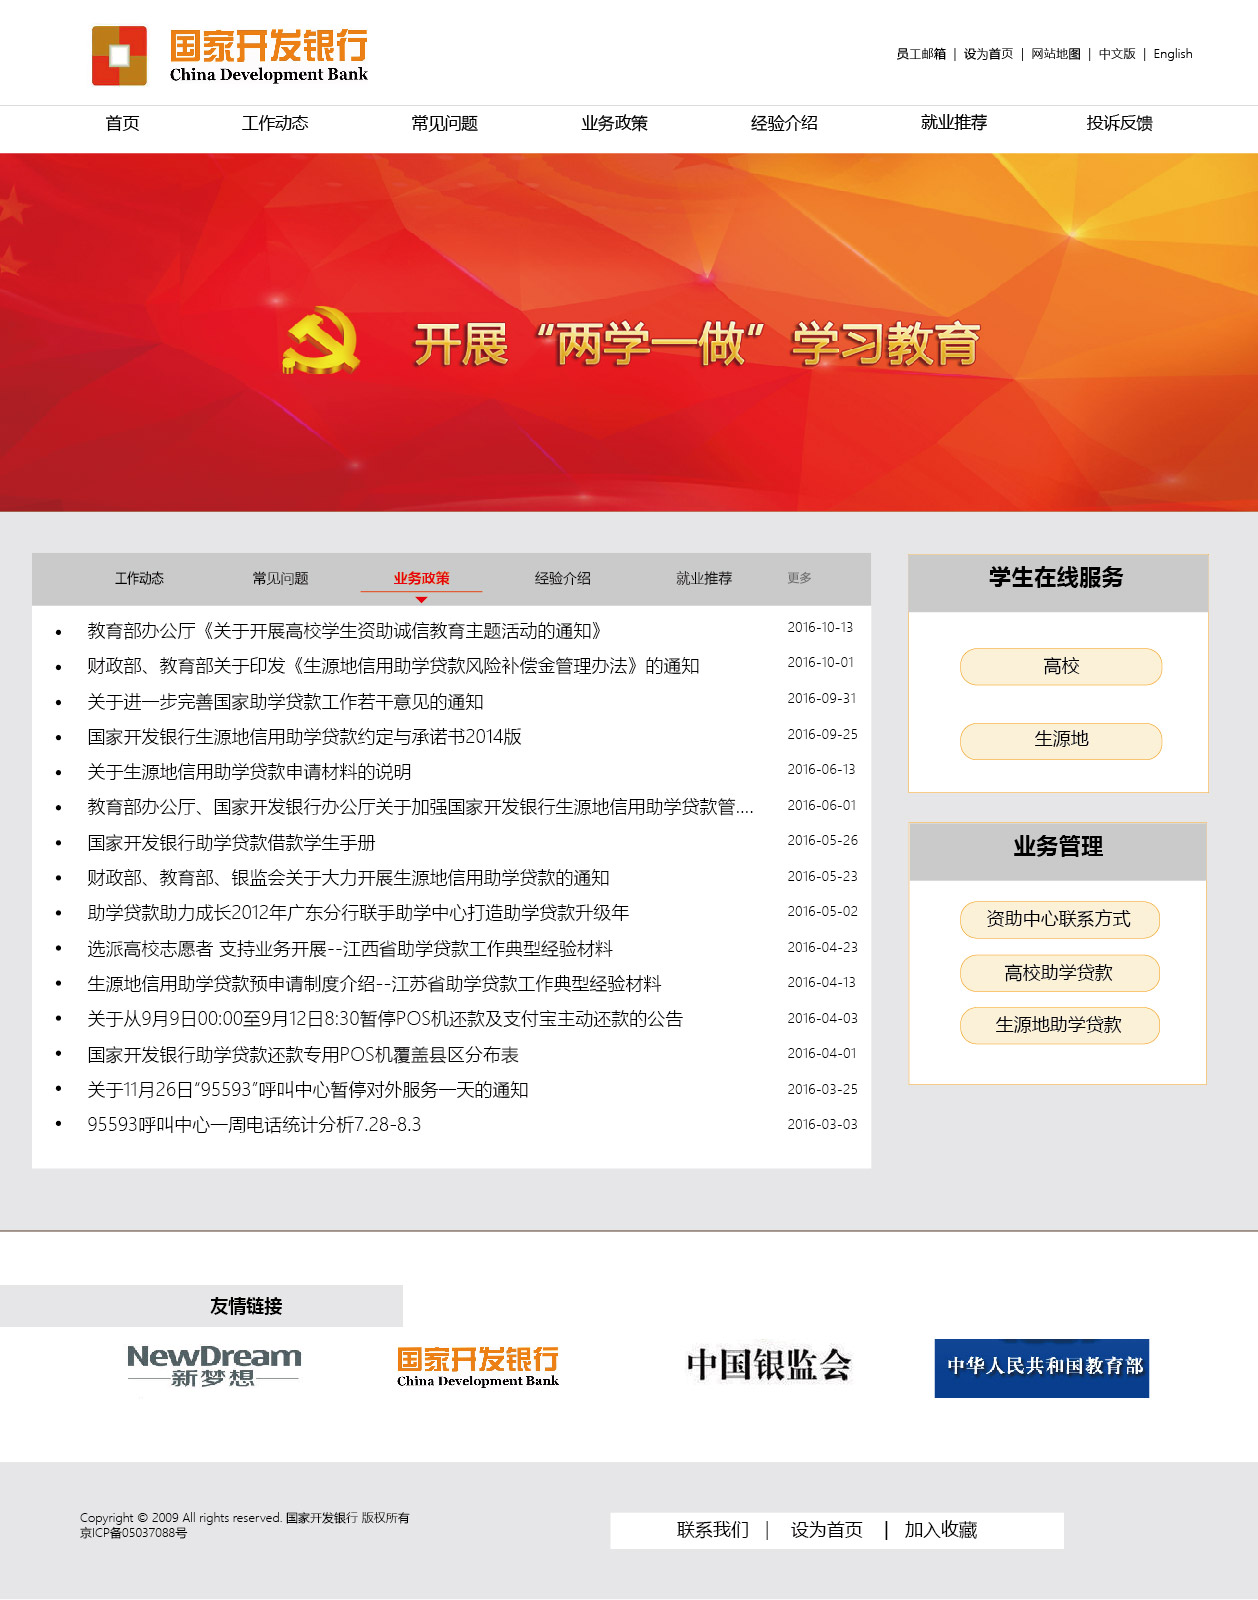 国家开发银行
China Development Bank
员工邮箱 | 设为首页 | 网站地图 | 中文版 | English
首页 工作动态 常见问题 业务政策 经验介绍 就业推荐 投诉反馈
开展“两学一做”学习教育
工作动态 常见问题 业务政策 经验介绍 就业推荐 更多
教育部办公厅《关于开展高校学生资助诚信教育主题活动的通知》 2016-10-13
财政部、教育部关于印发《生源地信用助学贷款风险补偿金管理办法》的通知 2016-10-01
关于进一步完善国家助学贷款工作若干意见的通知 2016-09-31
国家开发银行生源地信用助学贷款约定与承诺书2014版 2016-09-25
关于生源地信用助学贷款申请材料的说明 2016-06-13
教育部办公厅、国家开发银行办公厅关于加强国家开发银行生源地信用助学贷款管.... 2016-06-01
国家开发银行助学贷款借款学生手册 2016-05-26
财政部、教育部、银监会关于大力开展生源地信用助学贷款的通知 2016-05-23
助学贷款助力成长2012年广东分行联手助学中心打造助学贷款升级年 2016-05-02
选派高校志愿者 支持业务开展--江西省助学贷款工作典型经验材料 2016-04-23
生源地信用助学贷款预申请制度介绍--江苏省助学贷款工作典型经验材料 2016-04-13
关于从9月9日00:00至9月12日8:30暂停POS机还款及支付宝主动还款的公告 2016-04-03
国家开发银行助学贷款还款专用POS机覆盖县区分布表 2016-04-01
关于11月26日“95593”呼叫中心暂停对外服务一天的通知 2016-03-25
95593呼叫中心一周电话统计分析7.28-8.3 2016-03-03
学生在线服务
高校
生源地
业务管理
资助中心联系方式
高校助学贷款
生源地助学贷款
友情链接
NewDream
新梦想
国家开发银行
China Development Bank
中国银监会
中华人民共和国教育部
Copyright © 2009 All rights reserved. 国家开发银行 版权所有
京ICP备05037088号
联系我们 | 设为首页 | 加入收藏